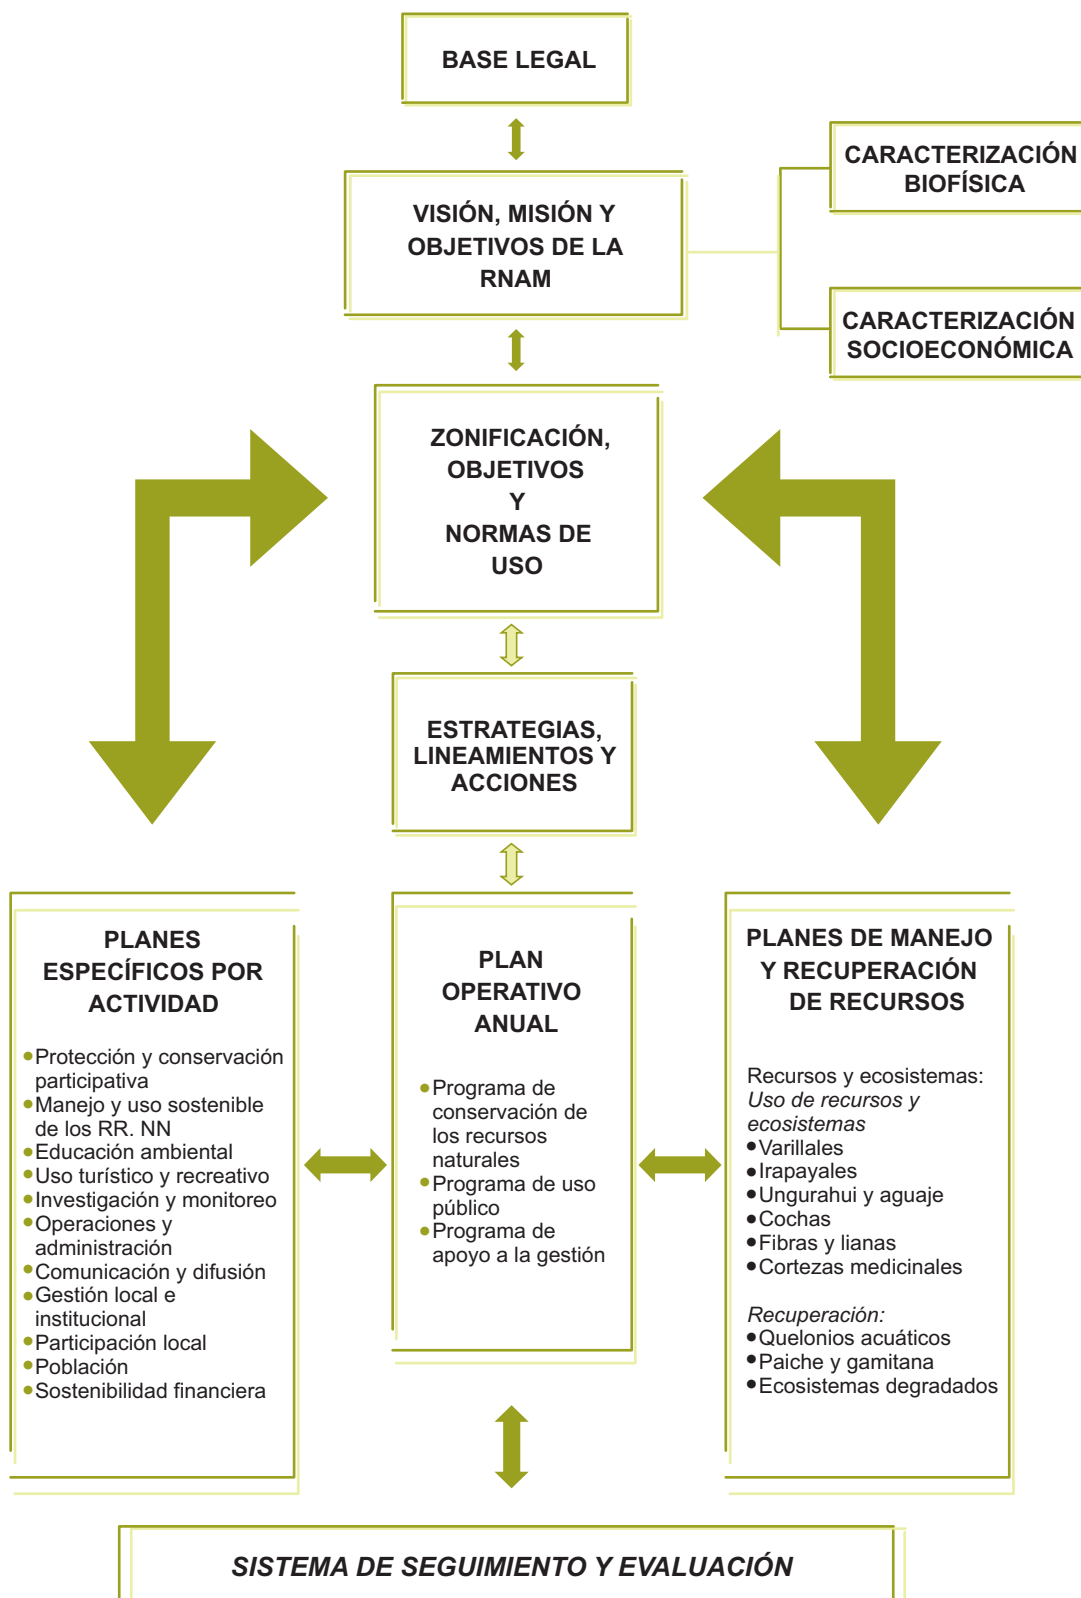 BASE LEGAL
VISIÓN, MISIÓN Y
OBJETIVOS DE LA
RNAM
CARACTERIZACIÓN
BIOFÍSICA
CARACTERIZACIÓN
SOCIOECONÓMICA
ZONIFICACIÓN,
OBJETIVOS
Y
NORMAS DE
USO
ESTRATEGIAS,
LINEAMIENTOS Y
ACCIONES
PLANES
ESPECÍFICOS POR
ACTIVIDAD
•Protección y conservación
participativa
•Manejo y uso sostenible
de los RR. NN
•Educación ambiental
•Uso turístico y recreativo
•Investigación y monitoreo
•Operaciones y
administración
•Comunicación y difusión
•Gestión local e
institucional
•Participación local
•Población
•Sostenibilidad financiera
PLAN
OPERATIVO
ANUAL
•Programa de
conservación de
los recursos
naturales
•Programa de uso
público
•Programa de
apoyo a la gestión
PLANES DE MANEJO
Y RECUPERACIÓN
DE RECURSOS
Recursos y ecosistemas:
Uso de recursos y
ecosistemas
•Varillales
•Irapayales
•Ungurahui y aguaje
•Cochas
•Fibras y lianas
•Cortezas medicinales
Recuperación:
•Quelonios acuáticos
•Paiche y gamitana
•Ecosistemas degradados
SISTEMA DE SEGUIMIENTO Y EVALUACIÓN